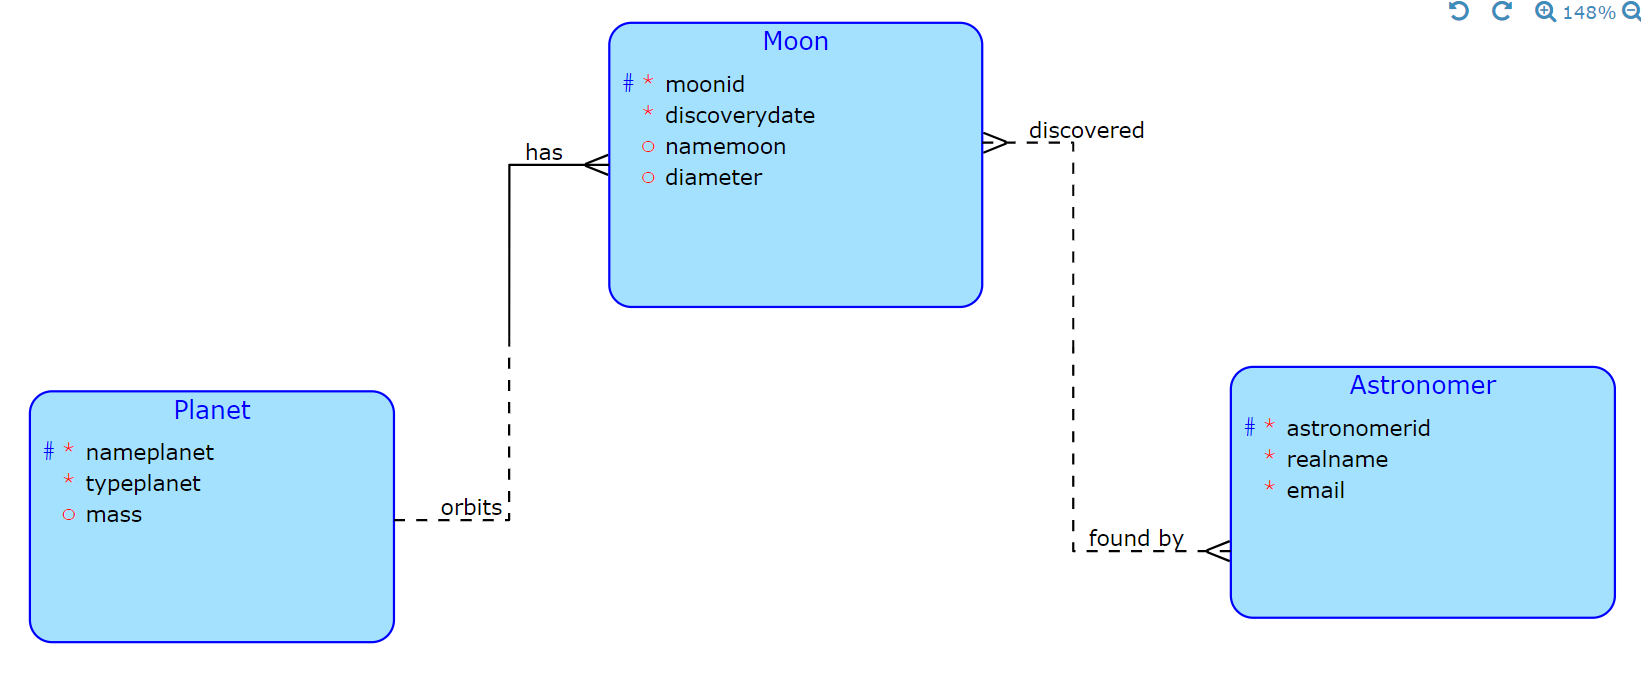 148%
Moon
# * moonid
* discoverydate
o namemoon
o diameter
has
discovered
Planet
# * nameplanet
* typeplanet
o mass
orbits
Astronomer
# * astronomerid
* realname
* email
found by